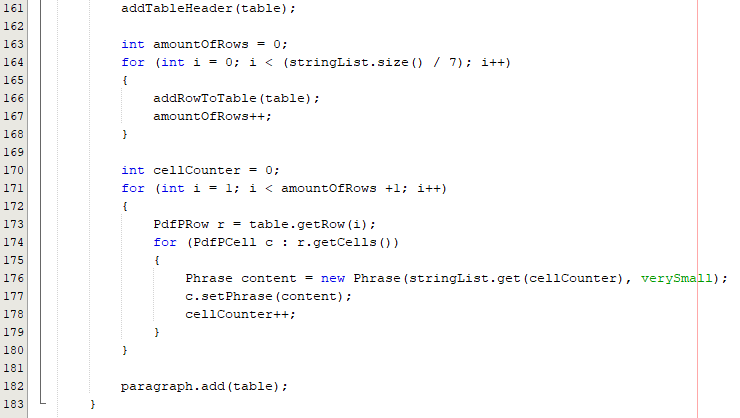 161 addTableHeader(table);
162
163 int amountOfRows = 0;
164 for (int i = 0; i < (stringList.size() / 7); i++)
165 {
166 addRowToTable(table);
167 amountOfRows++;
168 }
169
170 int cellCounter = 0;
171 for (int i = 1; i < amountOfRows +1; i++)
172 {
173 PdfPRow r = table.getRow(i);
174 for (PdfPCell c : r.getCells())
175 {
176 Phrase content = new Phrase(stringList.get(cellCounter), verySmall);
177 c.setPhrase(content);
178 cellCounter++;
179 }
180 }
181
182 paragraph.add(table);
183 }